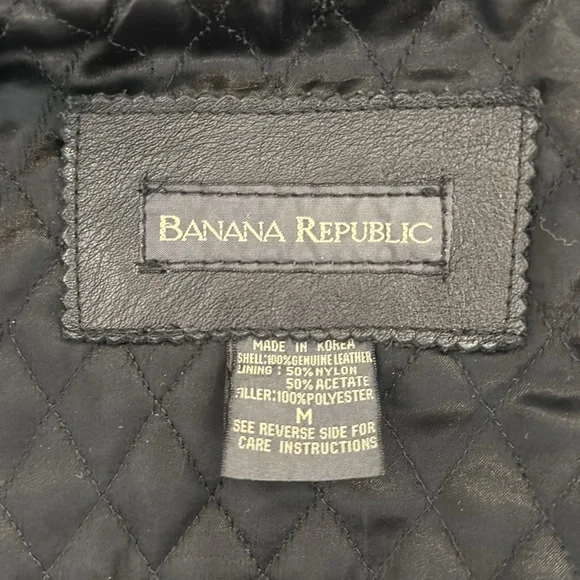 BANANA REPUBLIC
MADE IN KOREA
SHELL:100%GENUINE LEATHER
LINING : 50%NYLON
50%ACETATE
FILLER:100%POLYESTER
M
SEE REVERSE SIDE FOR
CARE INSTRUCTIONS